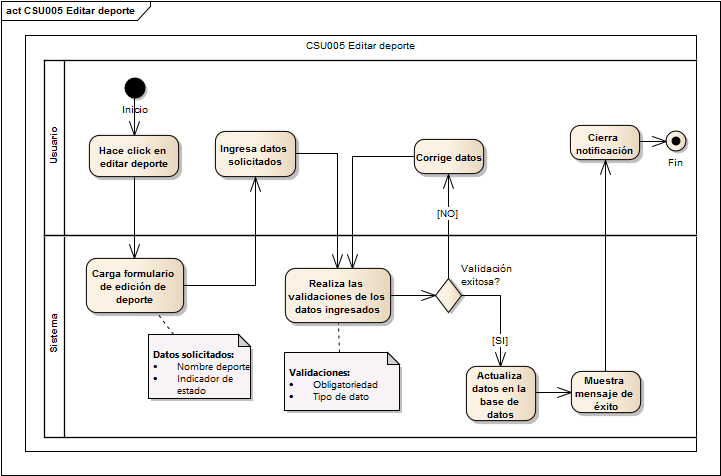 act CSU005 Editar deporte
CSU005 Editar deporte
Usuario
Inicio
Hace click en
editar deporte
Ingresa datos
solicitados
Corrige datos
Cierra
notificación
Fin
[NO]
Sistema
Carga formulario
de edición de
deporte
Realiza las
validaciones de los
datos ingresados
Validación
exitosa?
[SI]
Datos solicitados:
• Nombre deporte
• Indicador de
estado
Validaciones:
• Obligatoriedad
• Tipo de dato
Actualiza
datos en la
base de
datos
Muestra
mensaje de
éxito